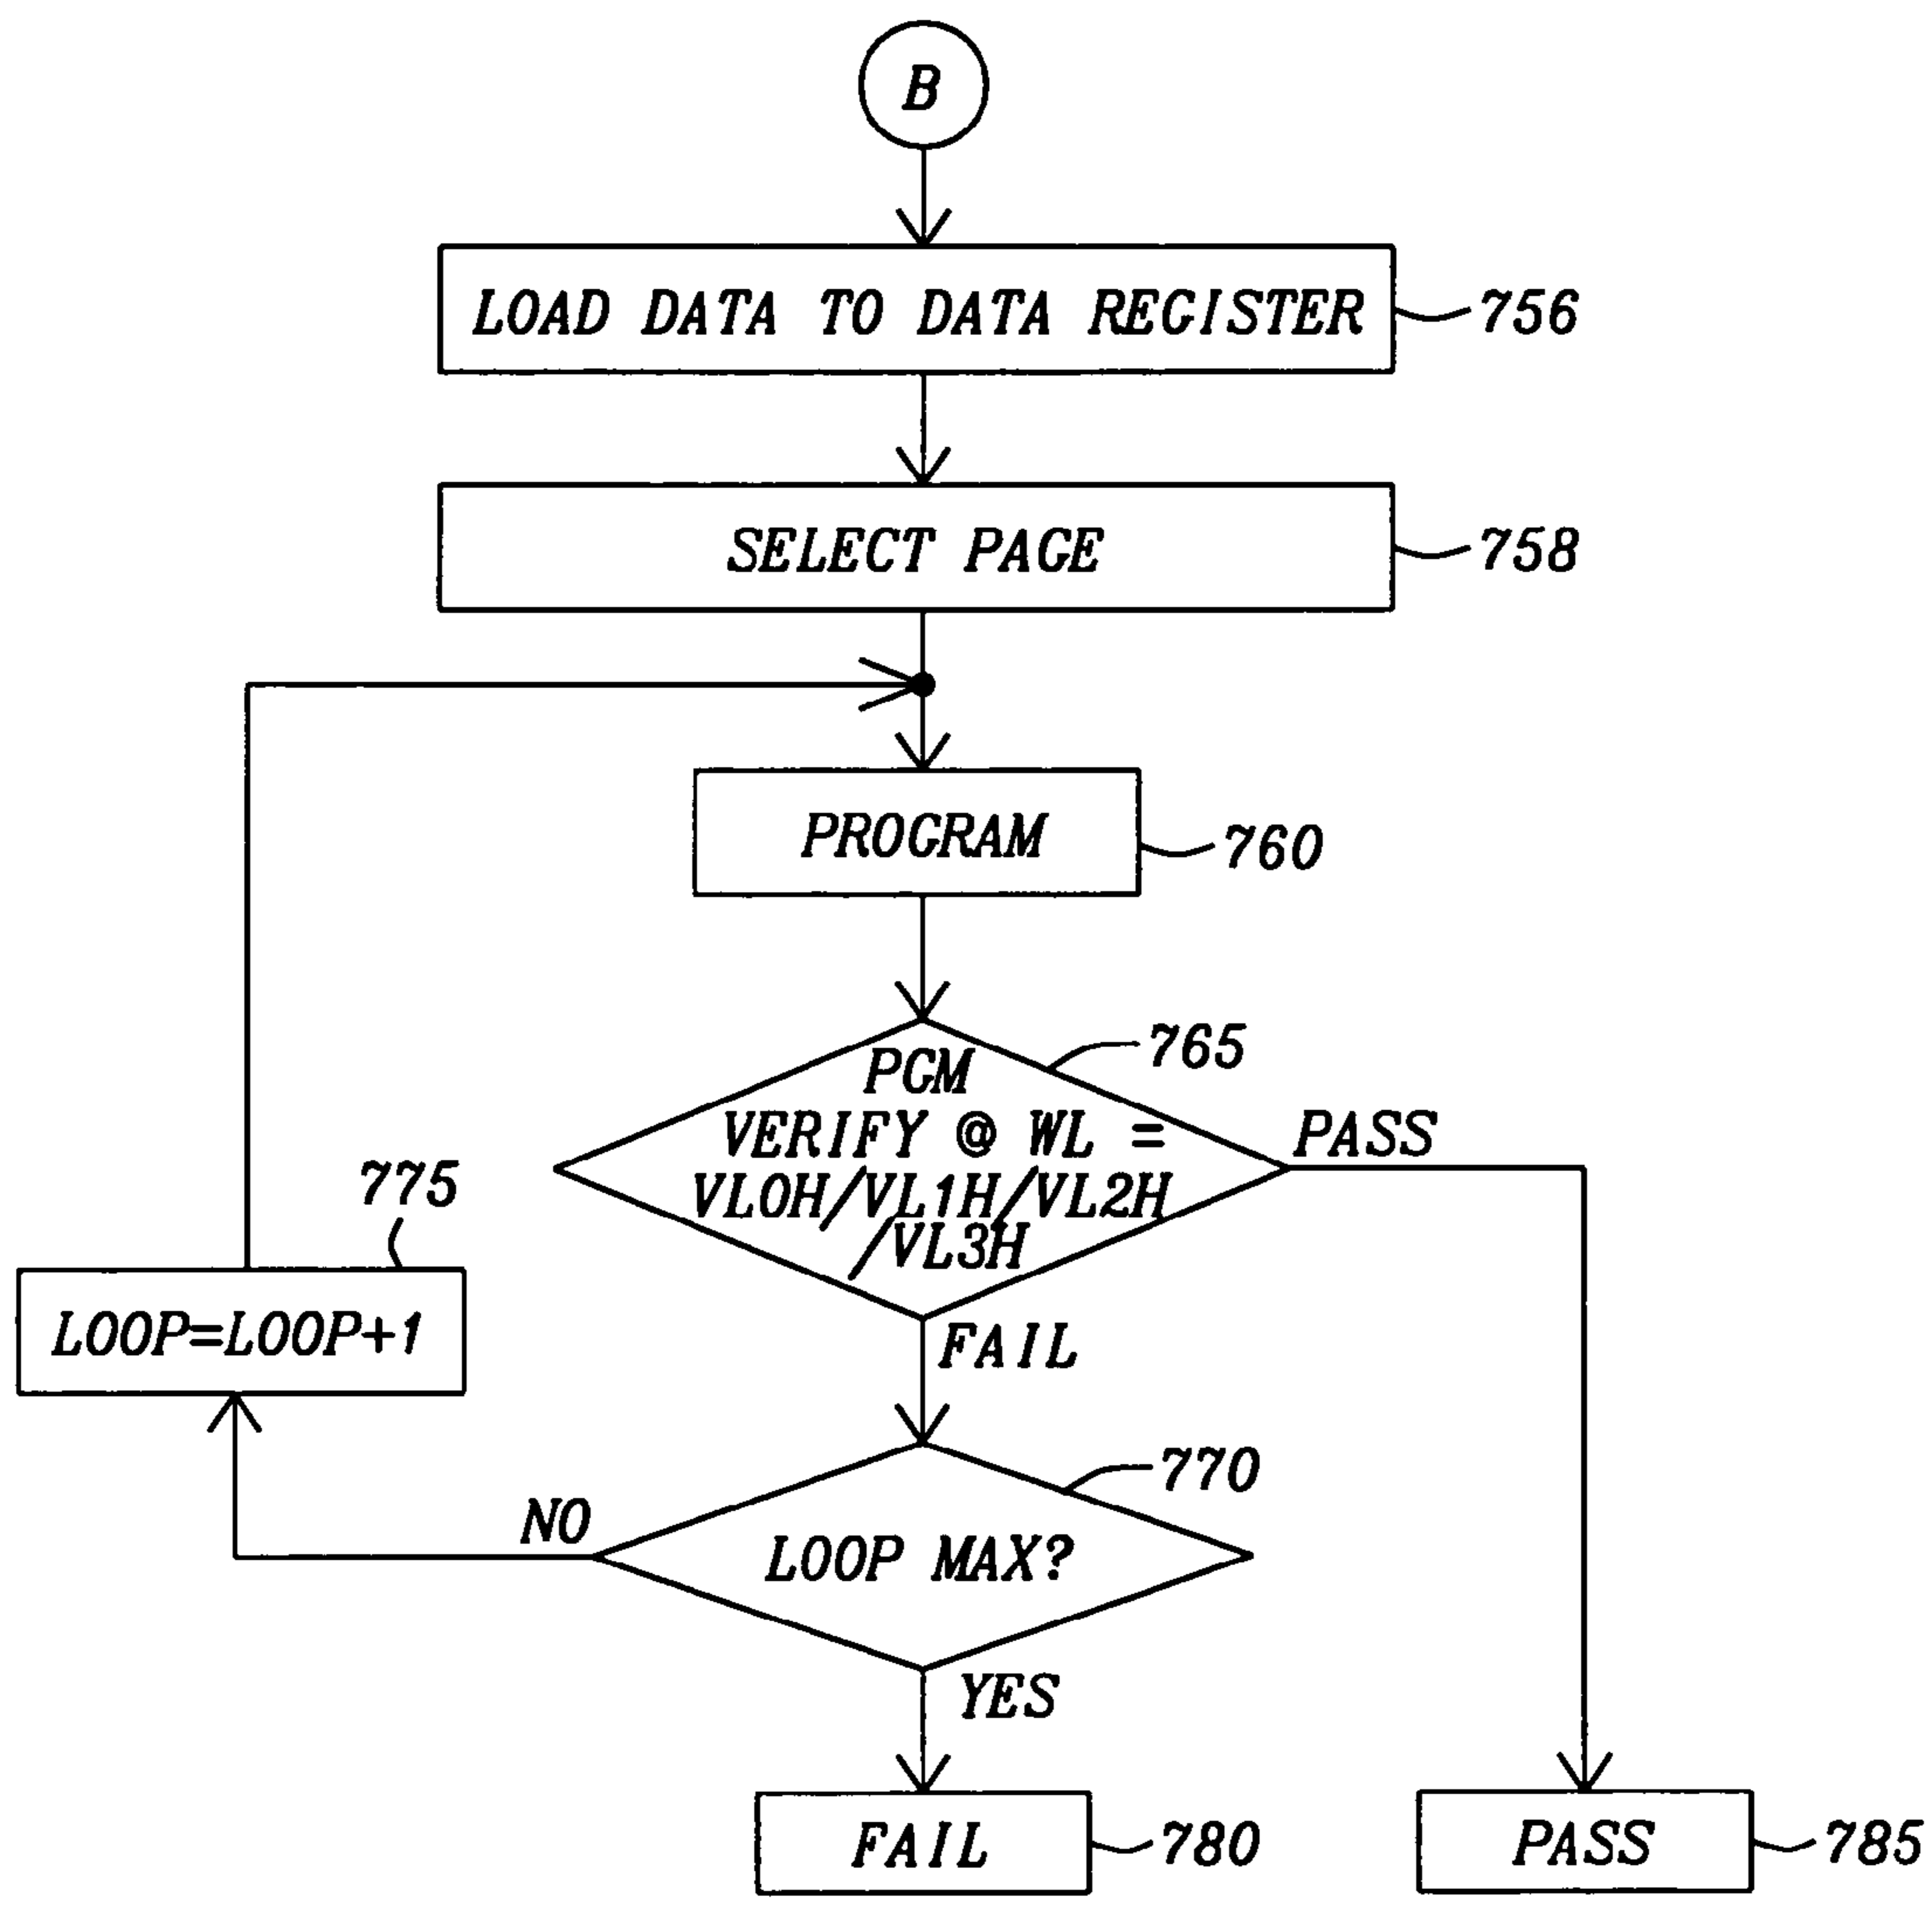 B
LOAD DATA TO DATA REGISTER
756
SELECT PAGE
758
PROGRAM
760
765
PGM
VERIFY @ WL =
VL0H/VL1H/VL2H
/VL3H
PASS
775
LOOP=LOOP+1
FAIL
770
NO
LOOP MAX?
YES
FAIL
780
PASS
785